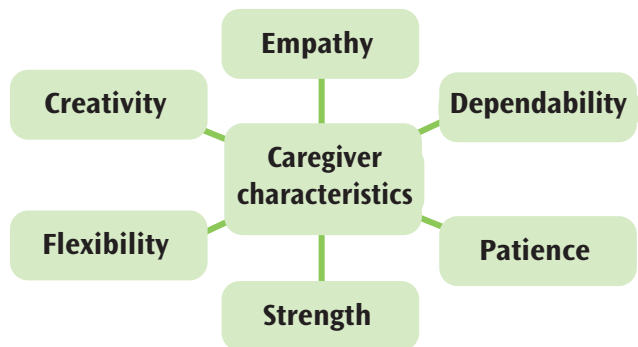 Empathy
Creativity
Dependability
Caregiver
characteristics
Flexibility
Patience
Strength